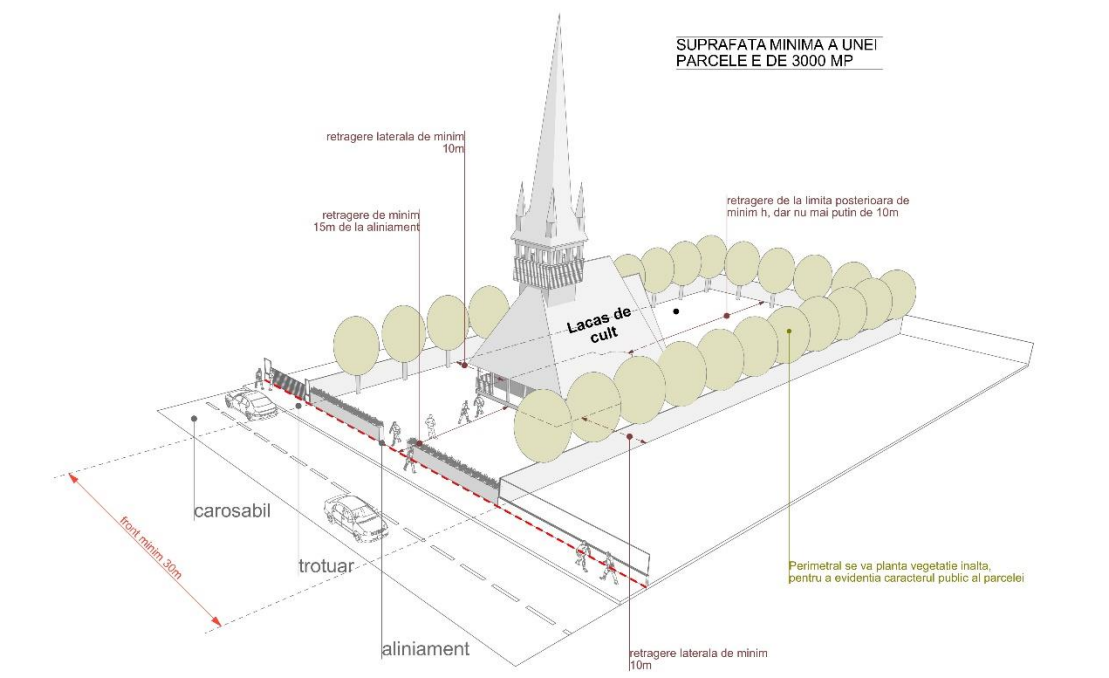 SUPRAFATA MINIMA A UNEI
PARCELE E DE 3000 MP
retragere laterala de minim
10m
retragere de minim
15m de la aliniament
retragere de la limita posterioara de
minim h, dar nu mai putin de 10m
Lacas de
cult
carosabil
front minim 30m
trotuar
Perimetral se va planta vegetatie inalta,
pentru a evidentia caracterul public al parcelei
aliniament
retragere laterala de minim
10m